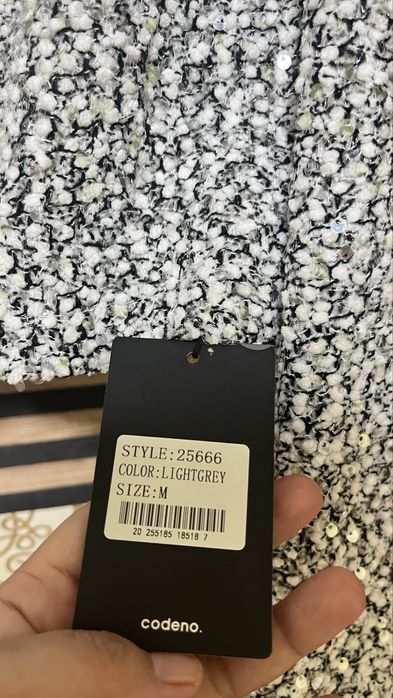 STYLE:25666
COLOR:LIGHTGREY
SIZE:M
20 255185 18518 7
codeno.